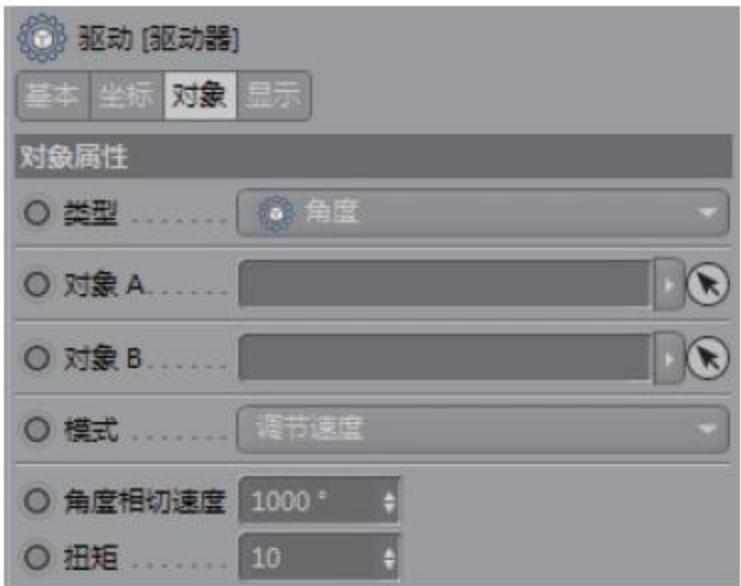 驱动 [驱动器]
基本 坐标 对象 显示
对象属性
类型 ....... 角度
对象 A......
对象 B......
模式 ....... 调节速度
角度相切速度 1000 °
扭矩 ....... 10